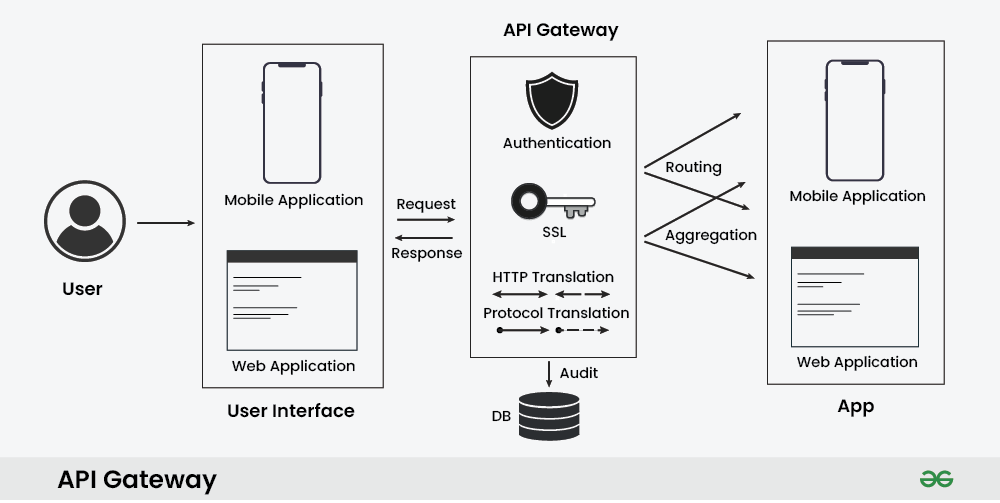 API Gateway
Mobile Application
Web Application
User Interface
User
Request
Response
Authentication
SSL
HTTP Translation
Protocol Translation
Audit
DB
Routing
Aggregation
Mobile Application
Web Application
App
API Gateway